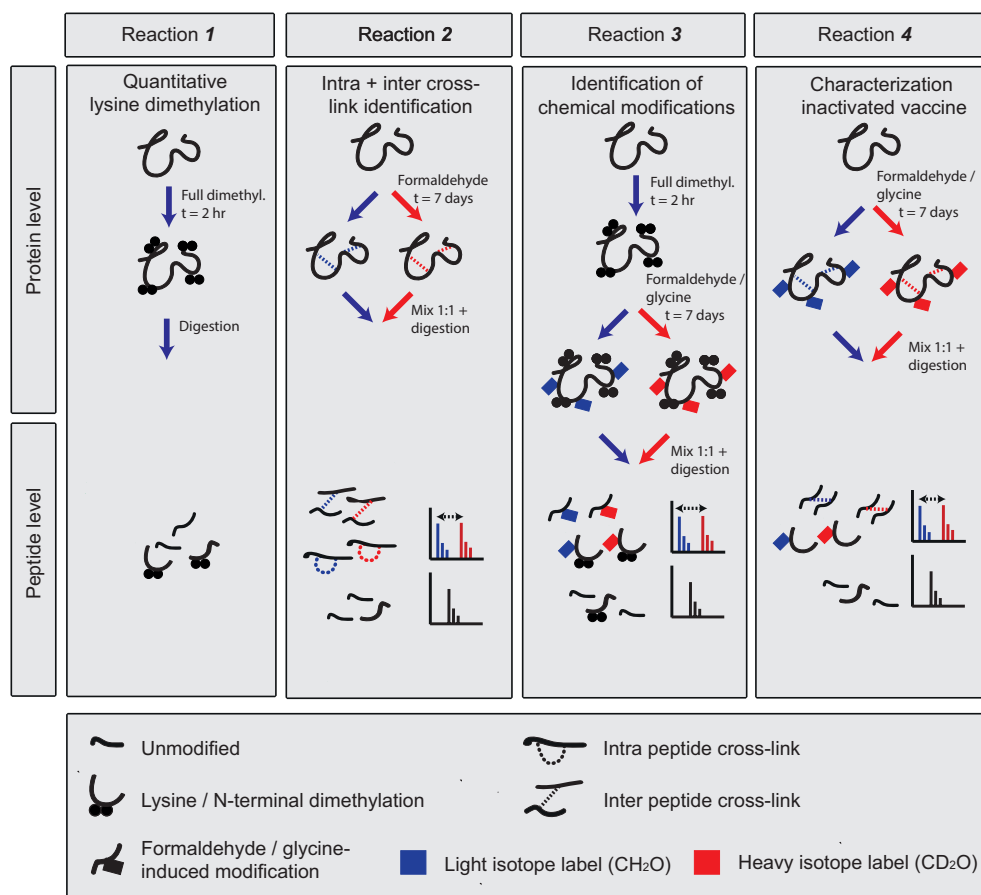 Reaction 1
Reaction 2
Reaction 3
Reaction 4
Protein level
Peptide level
Quantitative
lysine dimethylation
Full dimethyl.
t = 2 hr
Digestion
Intra + inter cross-
link identification
Formaldehyde
t = 7 days
Mix 1:1 +
digestion
Identification of
chemical modifications
Full dimethyl.
t = 2 hr
Formaldehyde /
glycine
t = 7 days
Mix 1:1 +
digestion
Characterization
inactivated vaccine
Formaldehyde /
glycine
t = 7 days
Mix 1:1 +
digestion
Unmodified
Lysine / N-terminal dimethylation
Formaldehyde / glycine-
induced modification
Intra peptide cross-link
Inter peptide cross-link
Light isotope label (CH2O)
Heavy isotope label (CD2O)